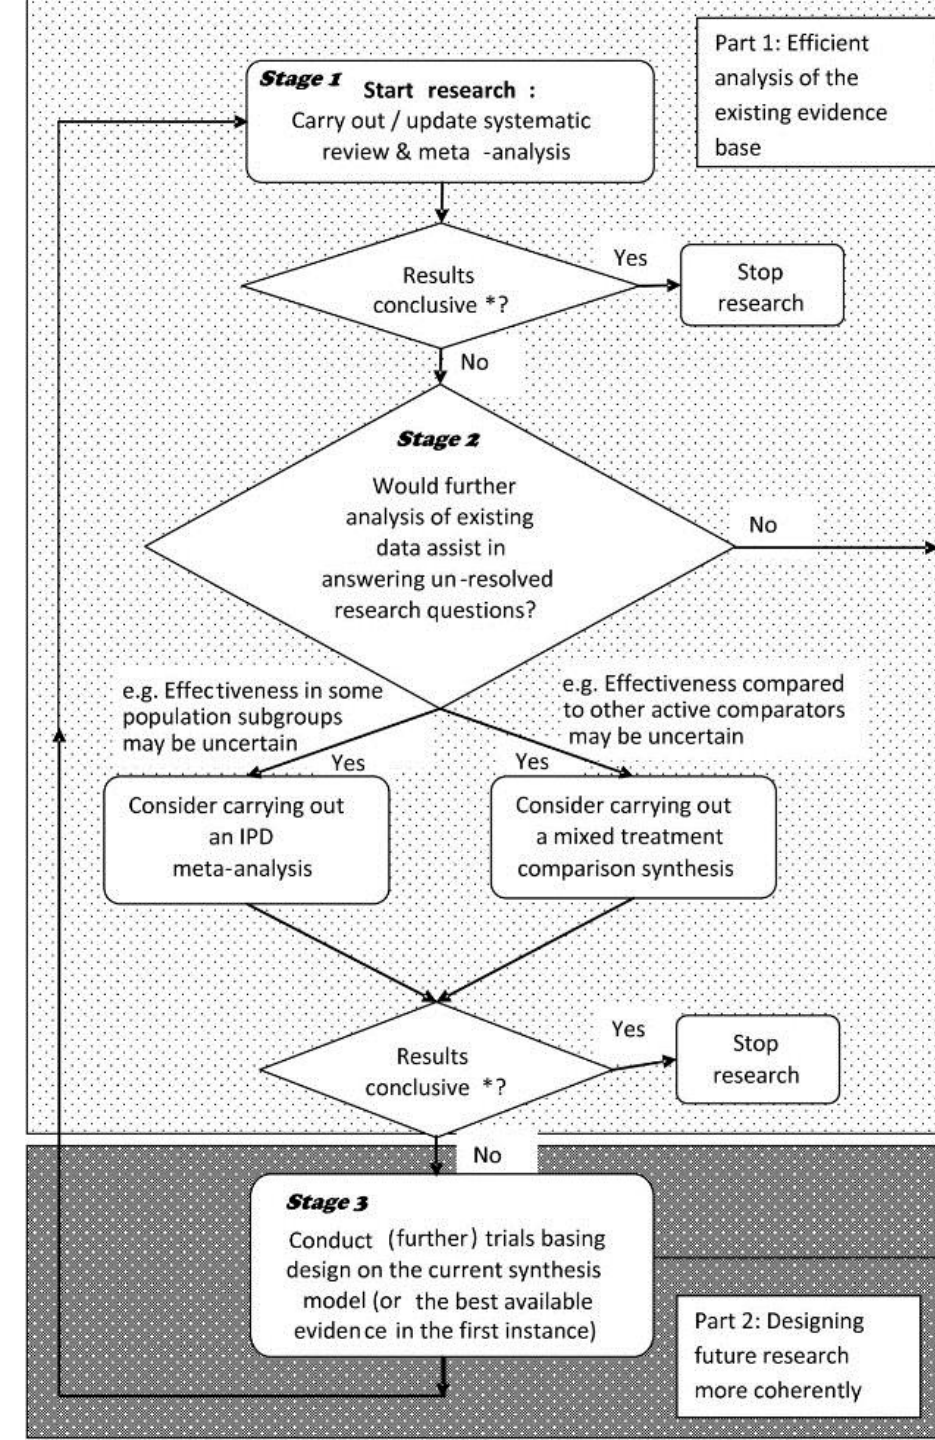 Part 1: Efficient
analysis of the
existing evidence
base
Stage 1
Start research :
Carry out / update systematic
review & meta -analysis
Results
conclusive *?
Yes
Stop
research
No
Stage 2
Would further
analysis of existing
data assist in
answering un-resolved
research questions?
No
e.g. Effectiveness in some
population subgroups
may be uncertain
Yes
e.g. Effectiveness compared
to other active comparators
may be uncertain
Yes
Consider carrying out
an IPD
meta-analysis
Consider carrying out
a mixed treatment
comparison synthesis
Results
conclusive *?
Yes
Stop
research
No
Stage 3
Conduct (further) trials basing
design on the current synthesis
model (or the best available
evidence in the first instance)
Part 2: Designing
future research
more coherently